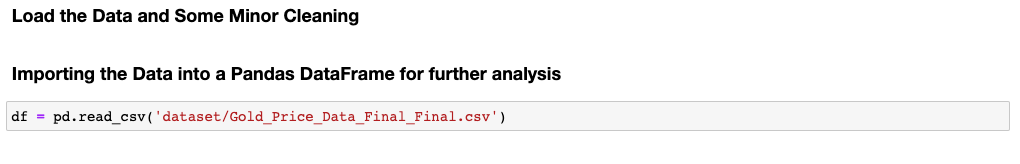 Load the Data and Some Minor Cleaning
Importing the Data into a Pandas DataFrame for further analysis
df = pd.read_csv('dataset/Gold_Price_Data_Final_Final.csv')